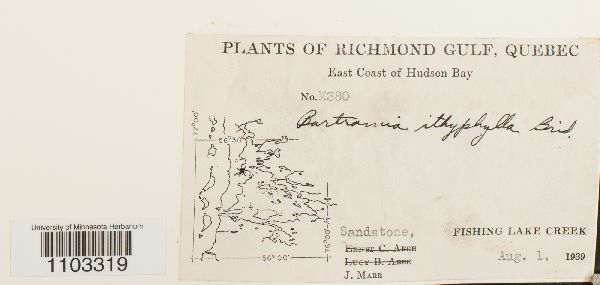 PLANTS OF RICHMOND GULF, QUEBEC
East Coast of Hudson Bay
No. M380
Bartramia ithyphylla Brid.
77°00'
56°30'
56°00'
Sandstone, FISHING LAKE CREEK
ERNST C. ABBE
LUCY B. ABBE
Aug. 1, 1939
J. MARR
University of Minnesota Herbarium
1103319